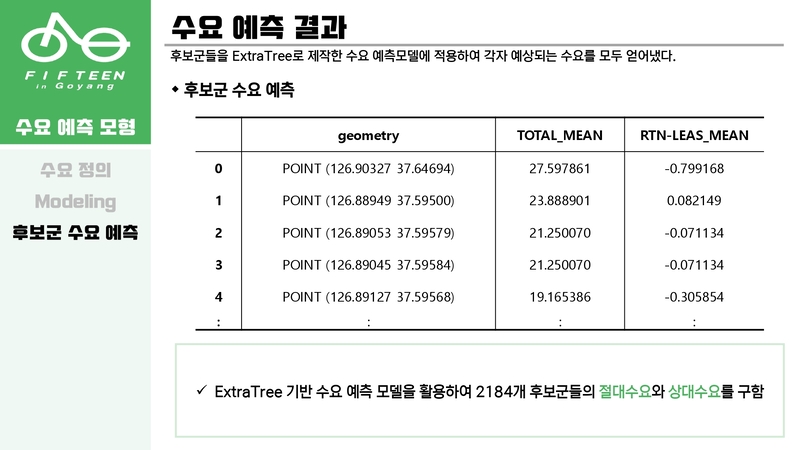 FIFTEEN
in Goyang
수요 예측 모형
수요 정의
Modeling
후보군 수요 예측
수요 예측 결과
후보군들을 ExtraTree로 제작한 수요 예측모델에 적용하여 각자 예상되는 수요를 모두 얻어냈다.
◆ 후보군 수요 예측
geometry TOTAL_MEAN RTN-LEAS_MEAN
0 POINT (126.90327 37.64694) 27.597861 -0.799168
1 POINT (126.88949 37.59500) 23.888901 0.082149
2 POINT (126.89053 37.59579) 21.250070 -0.071134
3 POINT (126.89045 37.59584) 21.250070 -0.071134
4 POINT (126.89127 37.59568) 19.165386 -0.305854
: : : :
✓ ExtraTree 기반 수요 예측 모델을 활용하여 2184개 후보군들의 절대수요와 상대수요를 구함